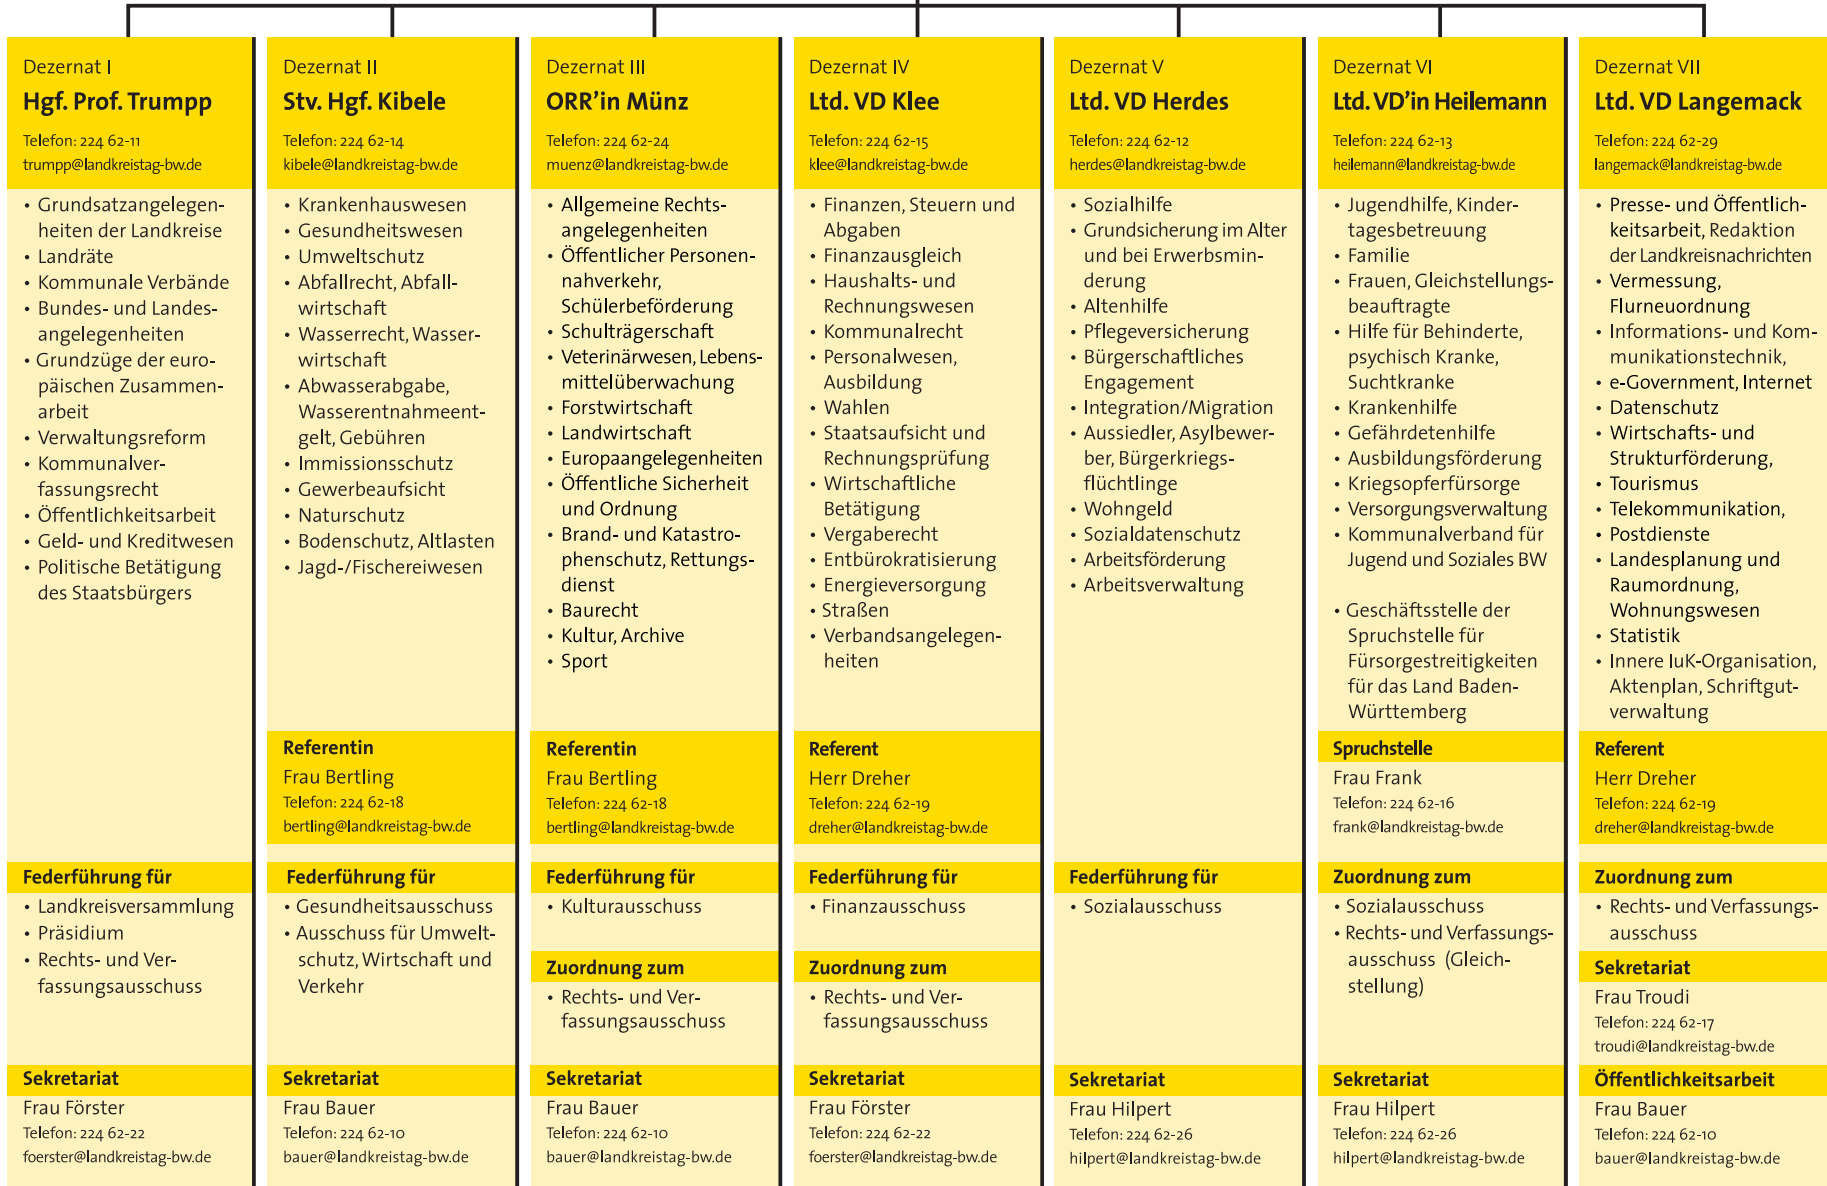 Dezernat I
Hgf. Prof. Trumpp
Telefon: 224 62-11
trumpp@landkreistag-bw.de
• Grundsatzangelegen-
heiten der Landkreise
• Landräte
• Kommunale Verbände
• Bundes- und Landes-
angelegenheiten
• Grundzüge der euro-
päischen Zusammen-
arbeit
• Verwaltungsreform
• Kommunalver-
fassungsrecht
• Öffentlichkeitsarbeit
• Geld- und Kreditwesen
• Politische Betätigung
des Staatsbürgers
Federführung für
• Landkreisversammlung
• Präsidium
• Rechts- und Ver-
fassungsausschuss
Sekretariat
Frau Förster
Telefon: 224 62-22
foerster@landkreistag-bw.de
Dezernat II
Stv. Hgf. Kibele
Telefon: 224 62-14
kibele@landkreistag-bw.de
• Krankenhauswesen
• Gesundheitswesen
• Umweltschutz
• Abfallrecht, Abfall-
wirtschaft
• Wasserrecht, Wasser-
wirtschaft
• Abwasserabgabe,
Wasserentnahmeent-
gelt, Gebühren
• Immissionsschutz
• Gewerbeaufsicht
• Naturschutz
• Bodenschutz, Altlasten
• Jagd-/Fischereiwesen
Referentin
Frau Bertling
Telefon: 224 62-18
bertling@landkreistag-bw.de
Federführung für
• Gesundheitsausschuss
• Ausschuss für Umwelt-
schutz, Wirtschaft und
Verkehr
Sekretariat
Frau Bauer
Telefon: 224 62-10
bauer@landkreistag-bw.de
Dezernat III
ORR'in Münz
Telefon: 224 62-24
muenz@landkreistag-bw.de
• Allgemeine Rechts-
angelegenheiten
• Öffentlicher Personen-
nahverkehr,
Schülerbeförderung
• Schulträgerschaft
• Veterinärwesen, Lebens-
mittelüberwachung
• Forstwirtschaft
• Landwirtschaft
• Europaangelegenheiten
• Öffentliche Sicherheit
und Ordnung
• Brand- und Katastro-
phenschutz, Rettungs-
dienst
• Baurecht
• Kultur, Archive
• Sport
Referentin
Frau Bertling
Telefon: 224 62-18
bertling@landkreistag-bw.de
Federführung für
• Kulturausschuss
Zuordnung zum
• Rechts- und Ver-
fassungsausschuss
Sekretariat
Frau Bauer
Telefon: 224 62-10
bauer@landkreistag-bw.de
Dezernat IV
Ltd. VD Klee
Telefon: 224 62-15
klee@landkreistag-bw.de
• Finanzen, Steuern und
Abgaben
• Finanzausgleich
• Haushalts- und
Rechnungswesen
• Kommunalrecht
• Personalwesen,
Ausbildung
• Wahlen
• Staatsaufsicht und
Rechnungsprüfung
• Wirtschaftliche
Betätigung
• Vergaberecht
• Entbürokratisierung
• Energieversorgung
• Straßen
• Verbandsangelegen-
heiten
Referent
Herr Dreher
Telefon: 224 62-19
dreher@landkreistag-bw.de
Federführung für
• Finanzausschuss
Zuordnung zum
• Rechts- und Ver-
fassungsausschuss
Sekretariat
Frau Förster
Telefon: 224 62-22
foerster@landkreistag-bw.de
Dezernat V
Ltd. VD Herdes
Telefon: 224 62-12
herdes@landkreistag-bw.de
• Sozialhilfe
• Grundsicherung im Alter
und bei Erwerbsmin-
derung
• Altenhilfe
• Pflegeversicherung
• Bürgerschaftliches
Engagement
• Integration/Migration
• Aussiedler, Asylbewer-
ber, Bürgerkriegs-
flüchtlinge
• Wohngeld
• Sozialdatenschutz
• Arbeitsförderung
• Arbeitsverwaltung
Federführung für
• Sozialausschuss
Sekretariat
Frau Hilpert
Telefon: 224 62-26
hilpert@landkreistag-bw.de
Dezernat VI
Ltd. VD'in Heilemann
Telefon: 224 62-13
heilemann@landkreistag-bw.de
• Jugendhilfe, Kinder-
tagesbetreuung
• Familie
• Frauen, Gleichstellungs-
beauftragte
• Hilfe für Behinderte,
psychisch Kranke,
Suchtkranke
• Krankenhilfe
• Gefährdetenhilfe
• Ausbildungsförderung
• Kriegsopferfürsorge
• Versorgungsverwaltung
• Kommunalverband für
Jugend und Soziales BW
• Geschäftsstelle der
Spruchstelle für
Fürsorgestreitigkeiten
für das Land Baden-
Württemberg
Spruchstelle
Frau Frank
Telefon: 224 62-16
frank@landkreistag-bw.de
Zuordnung zum
• Sozialausschuss
• Rechts- und Verfassungs-
ausschuss (Gleich-
stellung)
Sekretariat
Frau Hilpert
Telefon: 224 62-26
hilpert@landkreistag-bw.de
Dezernat VII
Ltd. VD Langemack
Telefon: 224 62-29
langemack@landkreistag-bw.de
• Presse- und Öffentlich-
keitsarbeit, Redaktion
der Landkreisnachrichten
• Vermessung,
Flurneuordnung
• Informations- und Kom-
munikationstechnik,
• e-Government, Internet
• Datenschutz
• Wirtschafts- und
Strukturförderung,
• Tourismus
• Telekommunikation,
• Postdienste
• Landesplanung und
Raumordnung,
Wohnungswesen
• Statistik
• Innere IuK-Organisation,
Aktenplan, Schriftgut-
verwaltung
Referent
Herr Dreher
Telefon: 224 62-19
dreher@landkreistag-bw.de
Zuordnung zum
• Rechts- und Verfassungs-
ausschuss
Sekretariat
Frau Troudi
Telefon: 224 62-17
troudi@landkreistag-bw.de
Öffentlichkeitsarbeit
Frau Bauer
Telefon: 224 62-10
bauer@landkreistag-bw.de